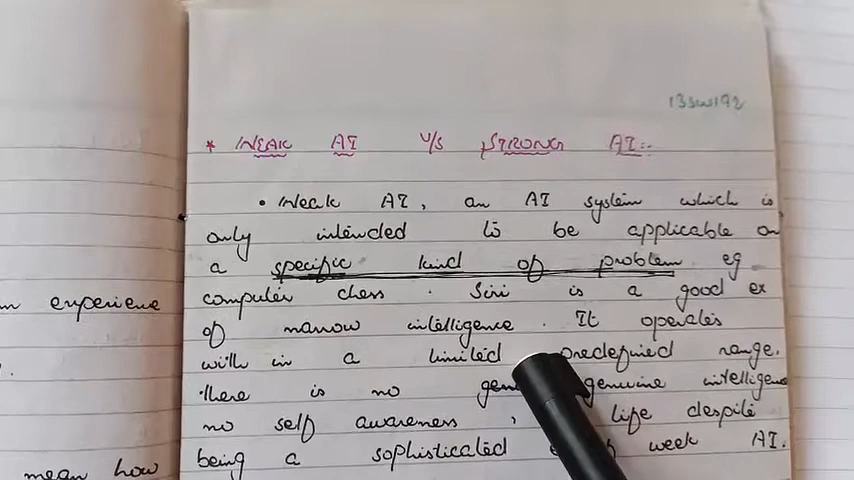 13SW192
* WEAK AI V/S STRONG AI:-
• Weak AI, an AI system which is
only intended to be applicable on
a specific kind of problem eg
computer chess. Siri is a good ex
of narrow intelligence. It operates
with in a limited predefined range.
There is no genuine intelligence
no self awareness, life despite
being a sophisticated week AI.
m experience
mean how